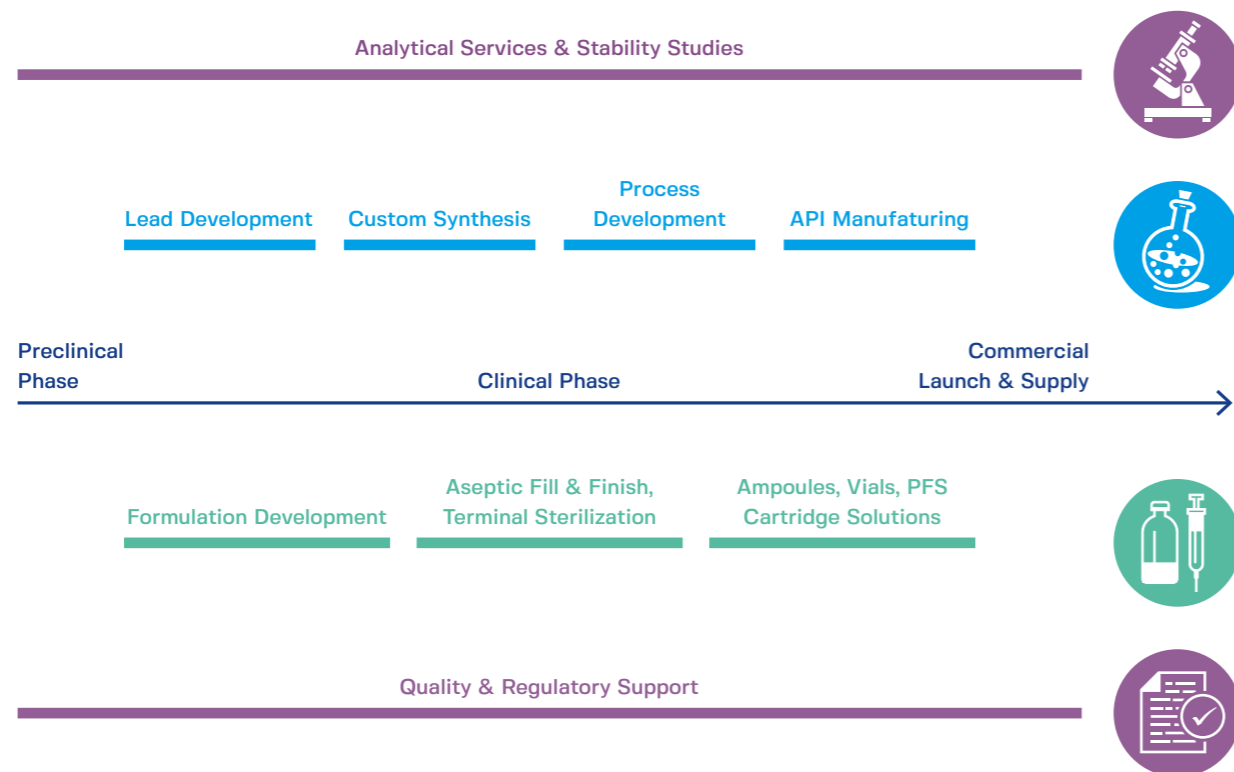 Analytical Services & Stability Studies
Lead Development
Custom Synthesis
Process
Development
API Manufaturing
Preclinical
Phase
Clinical Phase
Commercial
Launch & Supply
Formulation Development
Aseptic Fill & Finish,
Terminal Sterilization
Ampoules, Vials, PFS
Cartridge Solutions
Quality & Regulatory Support